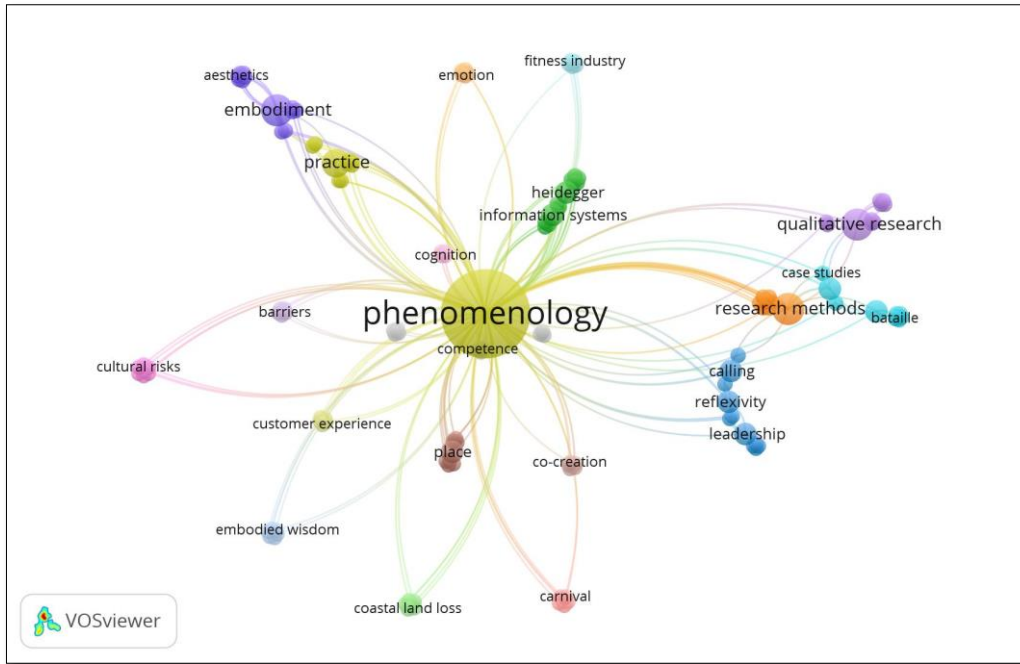 fitness industry
aesthetics
emotion
embodiment
practice
heidegger
information systems
qualitative research
cognition
case studies
barriers
phenomenology
research methods
bataille
competence
cultural risks
calling
reflexivity
customer experience
leadership
place
co-creation
embodied wisdom
carnival
coastal land loss
VOSviewer